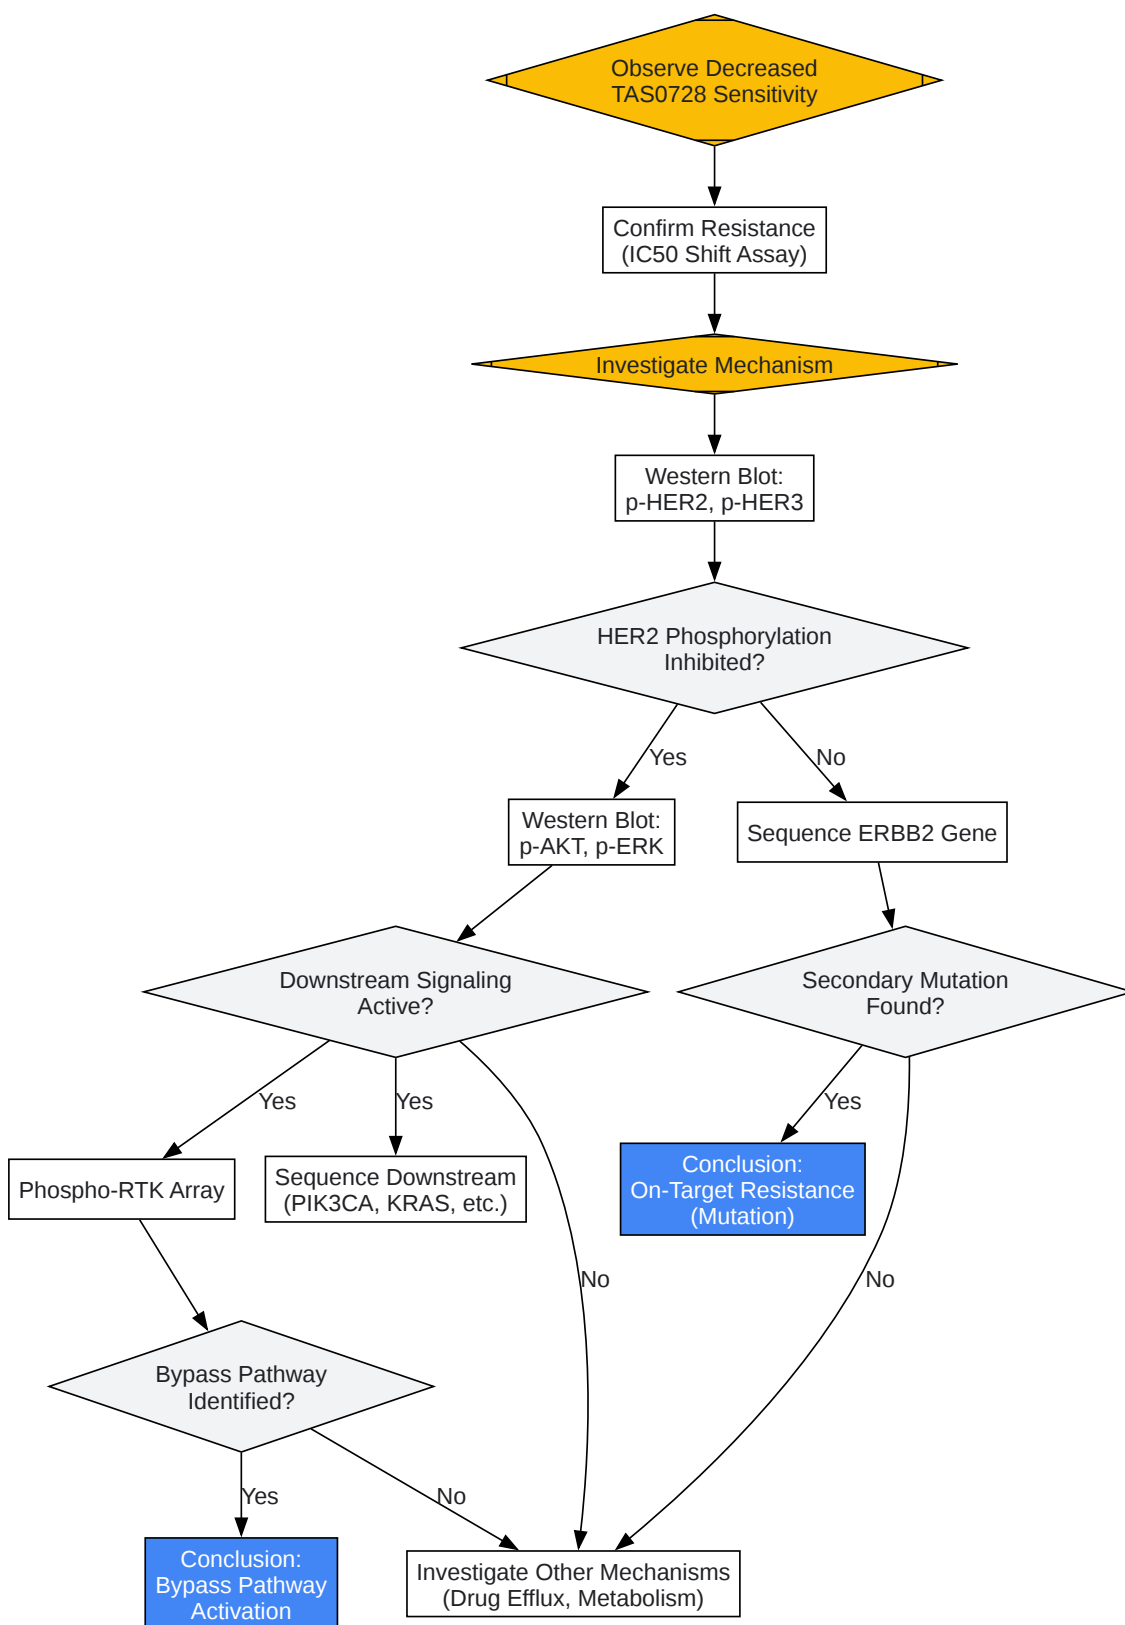 Observe Decreased
TAS0728 Sensitivity
Confirm Resistance
(IC50 Shift Assay)
Investigate Mechanism
Western Blot:
p-HER2, p-HER3
HER2 Phosphorylation
Inhibited?
Yes
No
Western Blot:
p-AKT, p-ERK
Sequence ERBB2 Gene
Downstream Signaling
Active?
Secondary Mutation
Found?
Yes
Yes
No
Yes
No
Phospho-RTK Array
Sequence Downstream
(PIK3CA, KRAS, etc.)
Conclusion:
On-Target Resistance
(Mutation)
Bypass Pathway
Identified?
Yes
No
Conclusion:
Bypass Pathway
Activation
Investigate Other Mechanisms
(Drug Efflux, Metabolism)